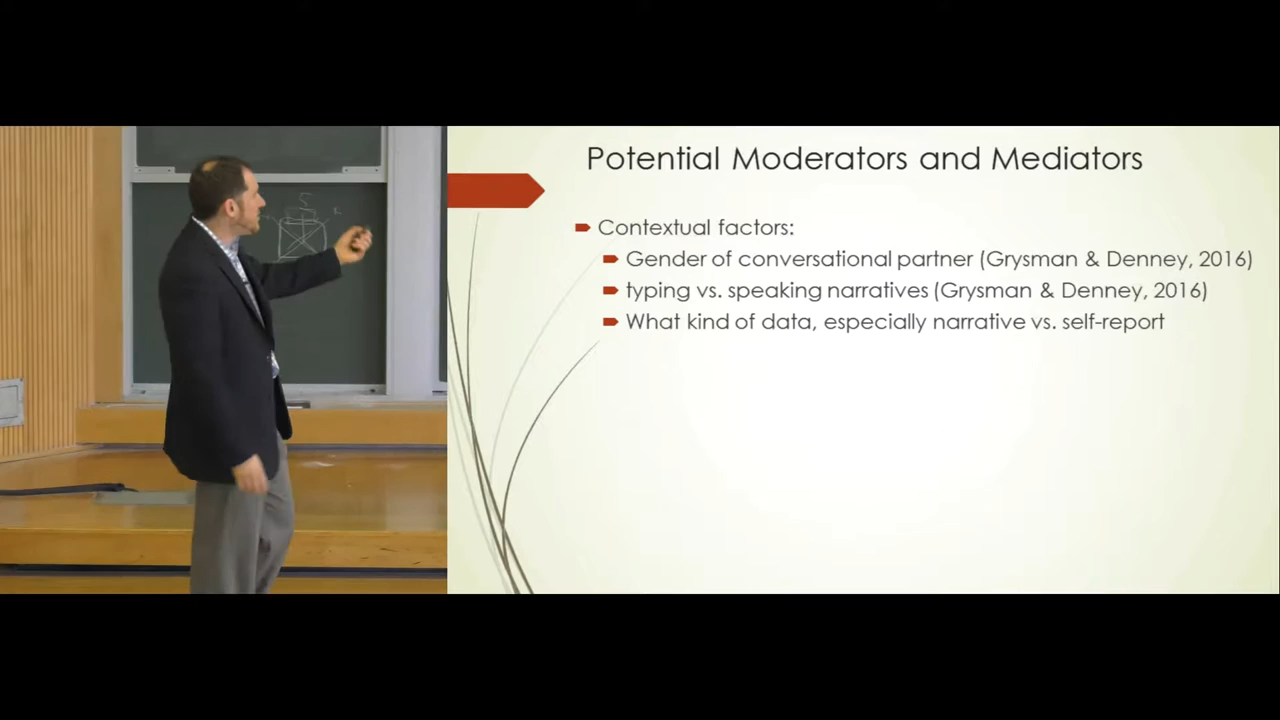 Potential Moderators and Mediators
Contextual factors:
Gender of conversational partner (Grysman & Denney, 2016)
typing vs. speaking narratives (Grysman & Denney, 2016)
What kind of data, especially narrative vs. self-report